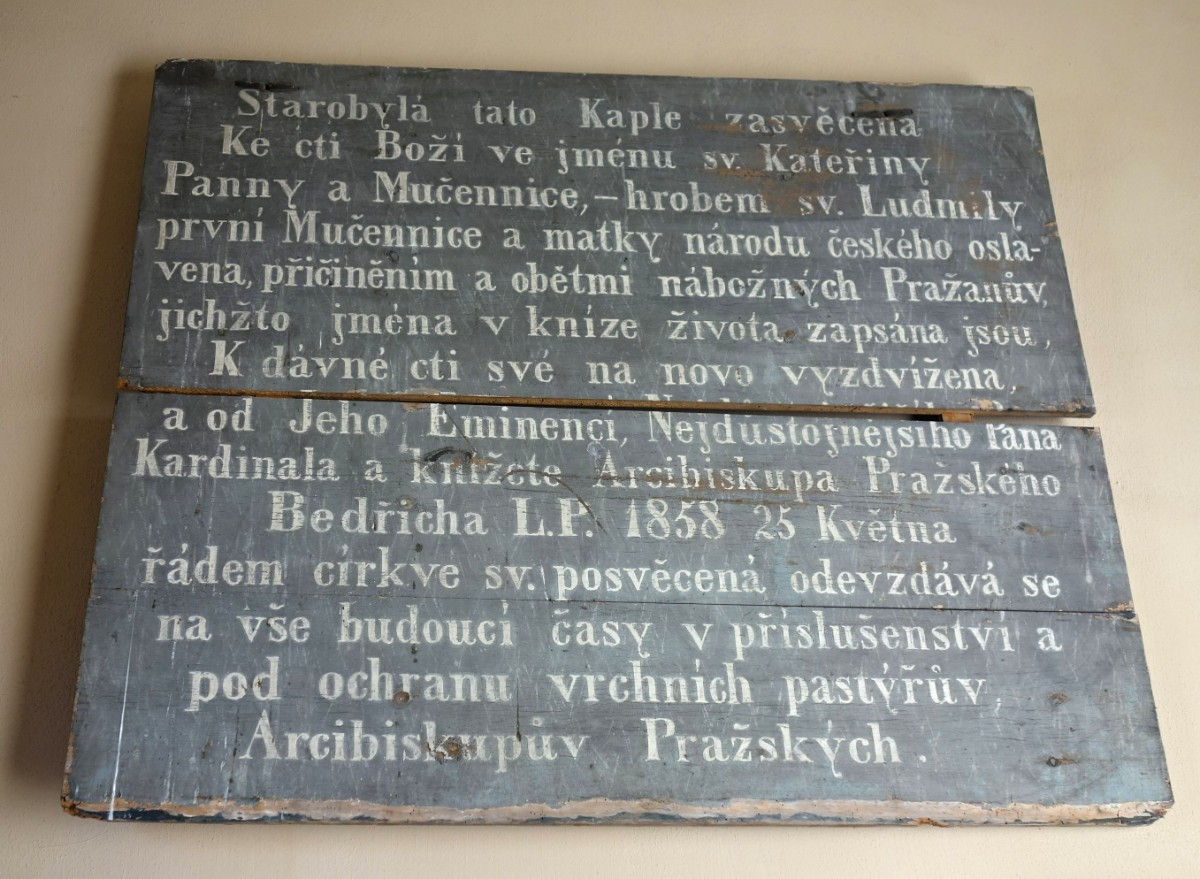 Starobylá tato Kaple zasvěcena
Ke cti Boží ve jménu sv. Kateřiny
Panny a Mučennice,–hrobem sv. Ludmily
první Mučennice a matky národu českého osla-
vena, přičiněním a obětmi nábožných Pražanův,
jichžto jména v kníze života zapsána jsou,
K dávné cti své na novo vyzdvížena,
a od Jeho Eminencí, Nejdůstojnějsiho Pána
Kardinala a knížete Arcibiskupa Pražského
Bedřicha L.P. 1858 25 Května
řádem církve sv. posvěcená odevzdává se
na vše budoucí časy v příslušenství a
pod ochranu vrchních pastýřův,
Arcibiskupův Pražských.